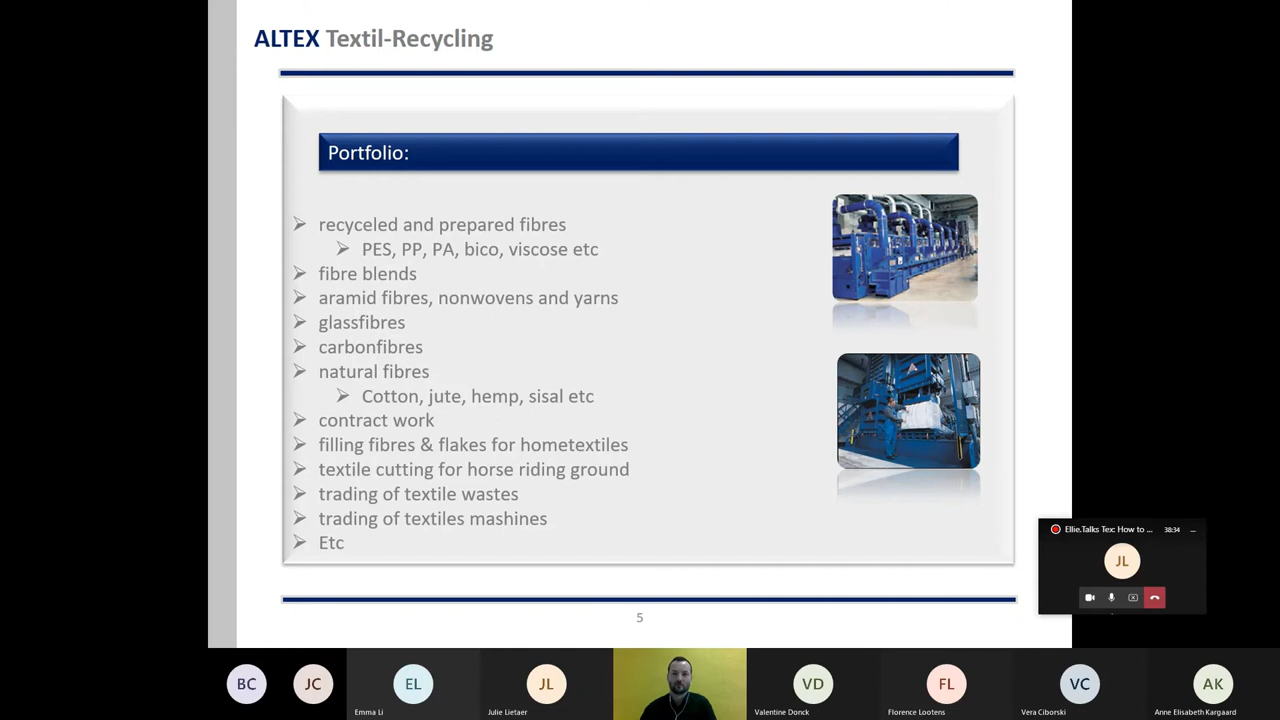 ALTEX Textil-Recycling
Portfolio:
recyceled and prepared fibres
PES, PP, PA, bico, viscose etc
fibre blends
aramid fibres, nonwovens and yarns
glassfibres
carbonfibres
natural fibres
Cotton, jute, hemp, sisal etc
contract work
filling fibres & flakes for hometextiles
textile cutting for horse riding ground
trading of textile wastes
trading of textiles mashines
Etc
5
Ellie.Talks Tex: How to ... 38:34
JL
BC JC EL JL VD FL VC AK
Emma Li Julie Lietaer Valentine Donck Florence Lootens Vera Ciborski Anne Elisabeth Kargaard